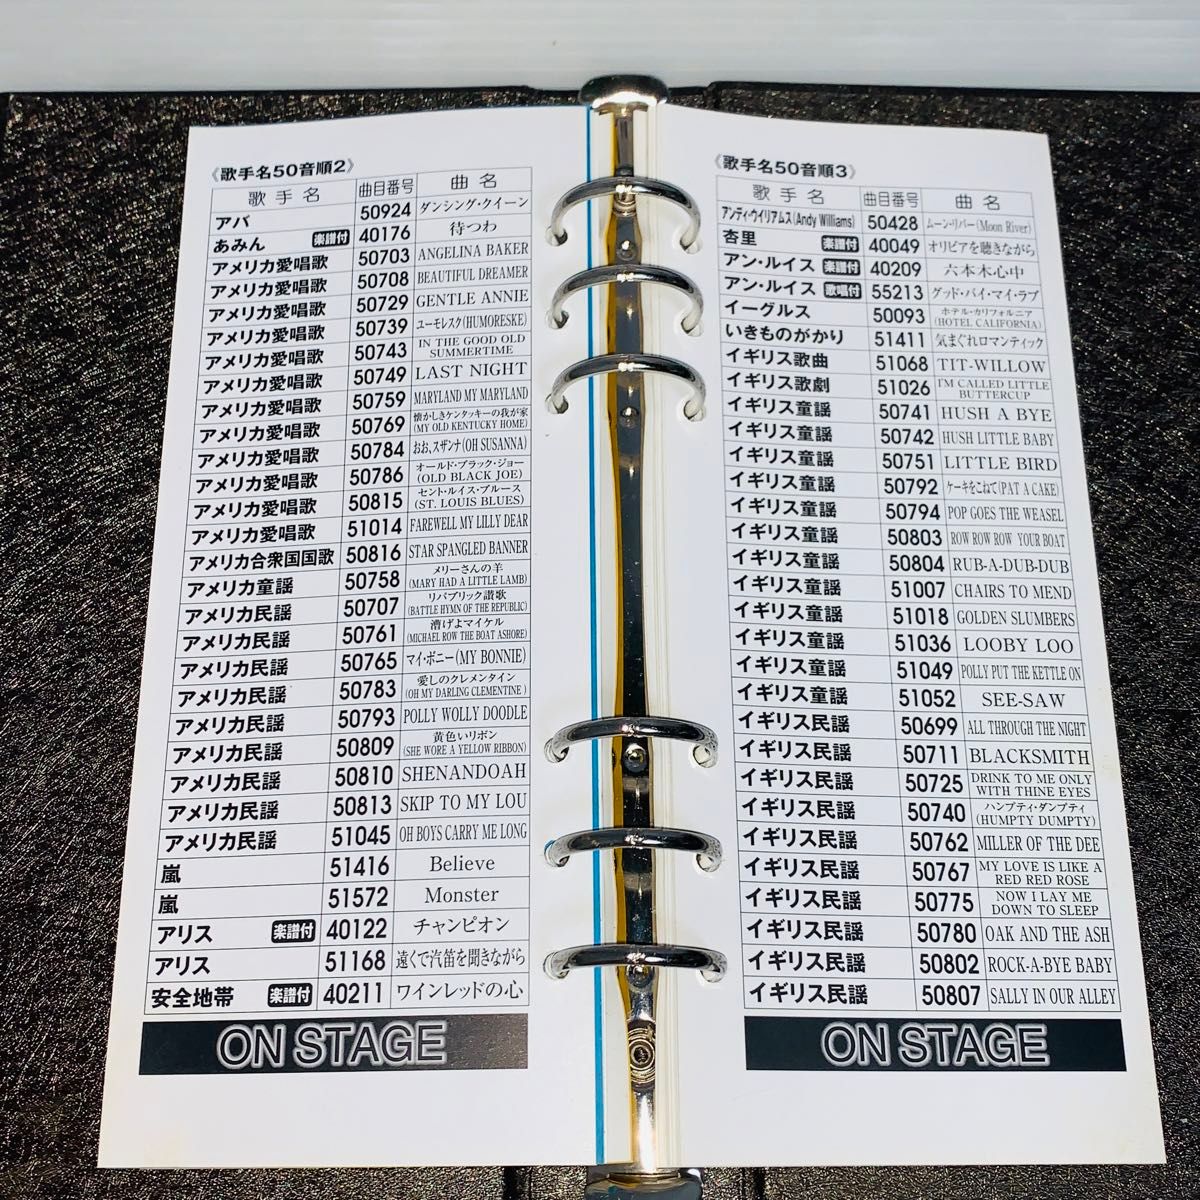 《歌手名50音順2》
歌手名 曲目番号 曲名
アバ 50924 ダンシング・クイーン
あみん 楽譜付 40176 待つわ
アメリカ愛唱歌 50703 ANGELINA BAKER
アメリカ愛唱歌 50708 BEAUTIFUL DREAMER
アメリカ愛唱歌 50729 GENTLE ANNIE
アメリカ愛唱歌 50739 ユーモレスク(HUMORESKE)
アメリカ愛唱歌 50743 IN THE GOOD OLD
SUMMERTIME
アメリカ愛唱歌 50749 LAST NIGHT
アメリカ愛唱歌 50759 MARYLAND MY MARYLAND
アメリカ愛唱歌 50769 懐かしきケンタッキーの我が家
(MY OLD KENTUCKY HOME)
アメリカ愛唱歌 50784 おお、スザンナ(OH SUSANNA)
アメリカ愛唱歌 50786 オールド・ブラック・ジョー
(OLD BLACK JOE)
アメリカ愛唱歌 50815 セント・ルイス・ブルース
(ST. LOUIS BLUES)
アメリカ愛唱歌 51014 FAREWELL MY LILLY DEAR
アメリカ合衆国国歌 50816 STAR SPANGLED BANNER
アメリカ童謡 50758 メリーさんの羊
(MARY HAD A LITTLE LAMB)
アメリカ民謡 50707 リパブリック讃歌
(BATTLE HYMN OF THE REPUBLIC)
アメリカ民謡 50761 漕げよマイケル
(MICHAEL ROW THE BOAT ASHORE)
アメリカ民謡 50765 マイ・ボニー(MY BONNIE)
アメリカ民謡 50783 愛しのクレメンタイン
(OH MY DARLING CLEMENTINE )
アメリカ民謡 50793 POLLY WOLLY DOODLE
アメリカ民謡 50809 黄色いリボン
(SHE WORE A YELLOW RIBBON)
アメリカ民謡 50810 SHENANDOAH
アメリカ民謡 50813 SKIP TO MY LOU
アメリカ民謡 51045 OH BOYS CARRY ME LONG
嵐 51416 Believe
嵐 51572 Monster
アリス 楽譜付 40122 チャンピオン
アリス 51168 遠くで汽笛を聞きながら
安全地帯 楽譜付 40211 ワインレッドの心
ON STAGE
《歌手名50音順3》
歌手名 曲目番号 曲名
アンディ・ウイリアムス(Andy Williams) 50428 ムーン・リバー(Moon River)
杏里 楽譜付 40049 オリビアを聴きながら
アン・ルイス 楽譜付 40209 六本木心中
アン・ルイス 歌唱付 55213 グッド・バイ・マイ・ラブ
イーグルス 50093 ホテル・カリフォルニア
(HOTEL CALIFORNIA)
いきものがかり 51411 気まぐれロマンティック
イギリス歌曲 51068 TIT-WILLOW
イギリス歌劇 51026 I'M CALLED LITTLE
BUTTERCUP
イギリス童謡 50741 HUSH A BYE
イギリス童謡 50742 HUSH LITTLE BABY
イギリス童謡 50751 LITTLE BIRD
イギリス童謡 50792 ケーキをこねて(PAT A CAKE)
イギリス童謡 50794 POP GOES THE WEASEL
イギリス童謡 50803 ROW ROW ROW YOUR BOAT
イギリス童謡 50804 RUB-A-DUB-DUB
イギリス童謡 51007 CHAIRS TO MEND
イギリス童謡 51018 GOLDEN SLUMBERS
イギリス童謡 51036 LOOBY LOO
イギリス童謡 51049 POLLY PUT THE KETTLE ON
イギリス童謡 51052 SEE-SAW
イギリス民謡 50699 ALL THROUGH THE NIGHT
イギリス民謡 50711 BLACKSMITH
イギリス民謡 50725 DRINK TO ME ONLY
WITH THINE EYES
イギリス民謡 50740 ハンプティ・ダンプティ
(HUMPTY DUMPTY)
イギリス民謡 50762 MILLER OF THE DEE
イギリス民謡 50767 MY LOVE IS LIKE A
RED RED ROSE
イギリス民謡 50775 NOW I LAY ME
DOWN TO SLEEP
イギリス民謡 50780 OAK AND THE ASH
イギリス民謡 50802 ROCK-A-BYE BABY
イギリス民謡 50807 SALLY IN OUR ALLEY
ON STAGE